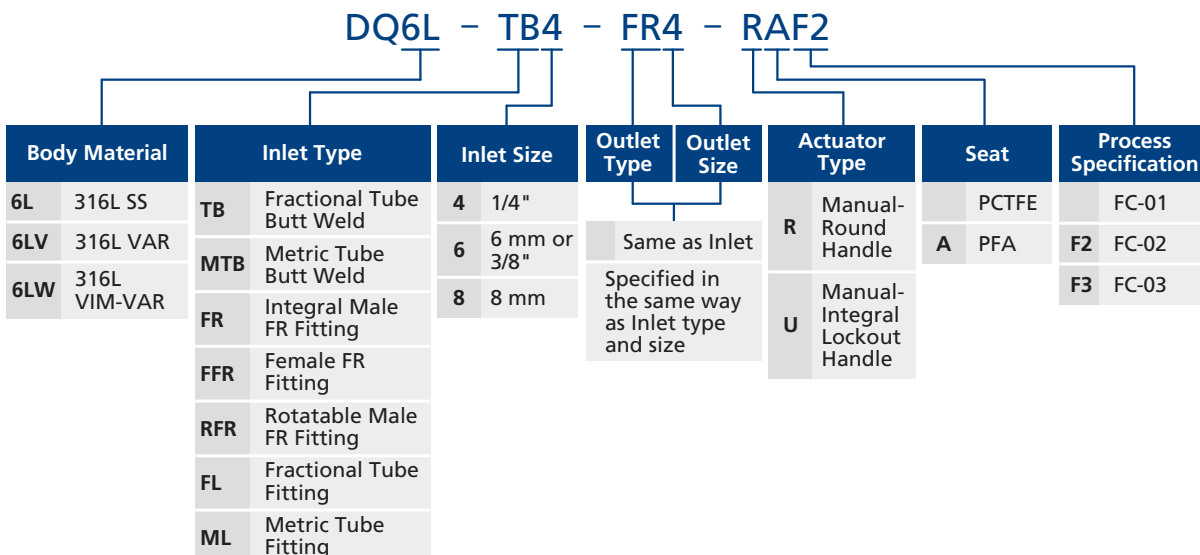 DQ6L – TB4 – FR4 – RAF2
Body Material
6L 316L SS
6LV 316L VAR
6LW 316L
VIM-VAR
Inlet Type
TB Fractional Tube
Butt Weld
MTB Metric Tube
Butt Weld
FR Integral Male
FR Fitting
FFR Female FR
Fitting
RFR Rotatable Male
FR Fitting
FL Fractional Tube
Fitting
ML Metric Tube
Fitting
Inlet Size
4 1/4"
6 6 mm or
3/8"
8 8 mm
Outlet
Type
Outlet
Size
Same as Inlet
Specified in
the same way
as Inlet type
and size
Actuator
Type
R Manual-
Round
Handle
U Manual-
Integral
Lockout
Handle
Seat
PCTFE
A PFA
Process
Specification
FC-01
F2 FC-02
F3 FC-03